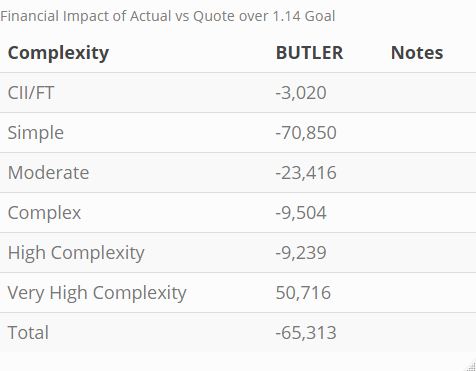 Financial Impact of Actual vs Quote over 1.14 Goal
Complexity BUTLER Notes
CII/FT -3,020
Simple -70,850
Moderate -23,416
Complex -9,504
High Complexity -9,239
Very High Complexity 50,716
Total -65,313